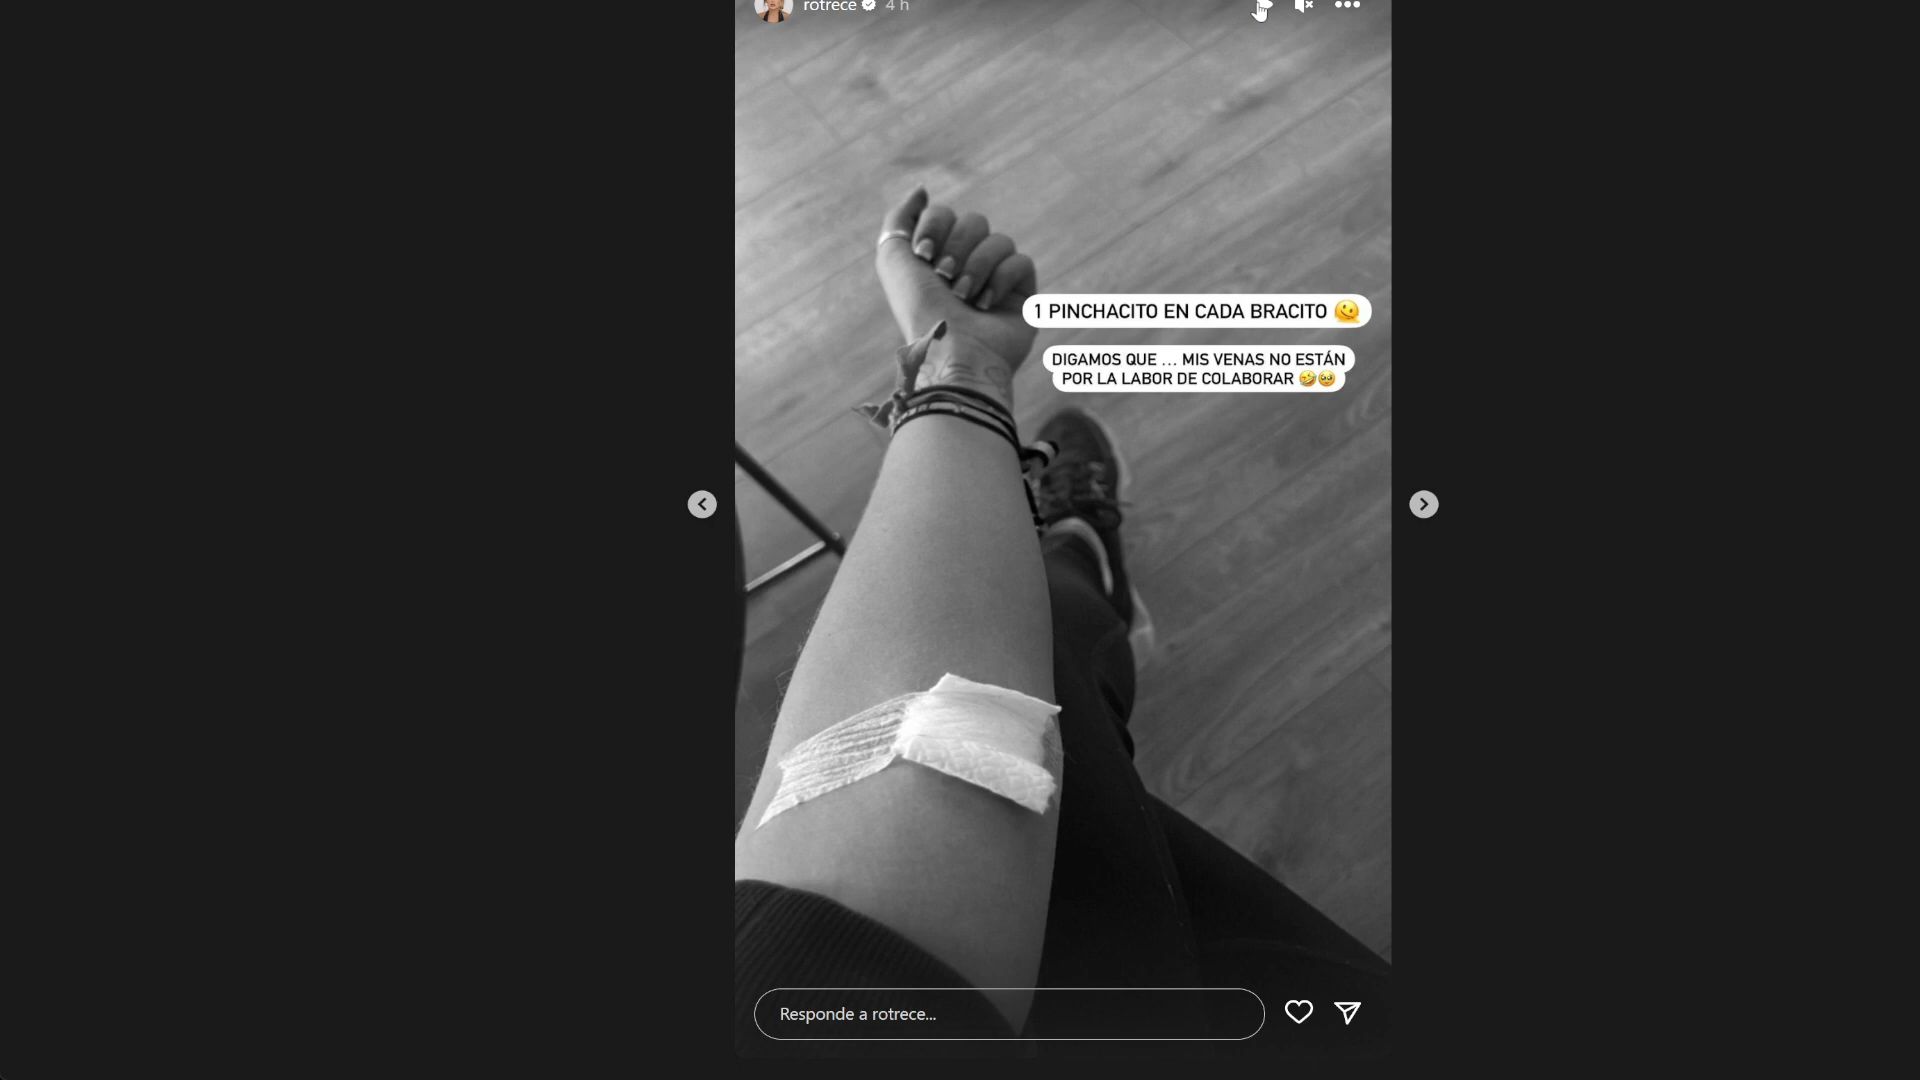 rotrece 4 h
1 PINCHACITO EN CADA BRACITO 🫠
DIGAMOS QUE ... MIS VENAS NO ESTÁN
POR LA LABOR DE COLABORAR 🤣🥹
Responde a rotrece...